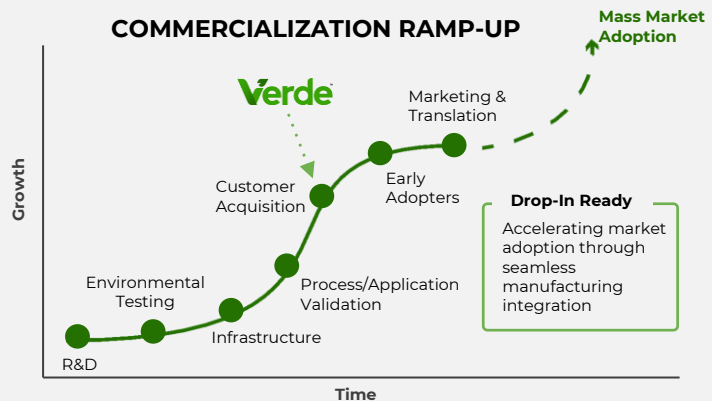 COMMERCIALIZATION RAMP-UP
Mass Market
Adoption
Verde™
Marketing &
Translation
Customer
Acquisition
Early
Adopters
Growth
Drop-In Ready
Accelerating market
adoption through
seamless
manufacturing
integration
Environmental
Testing
Process/Application
Validation
Infrastructure
R&D
Time